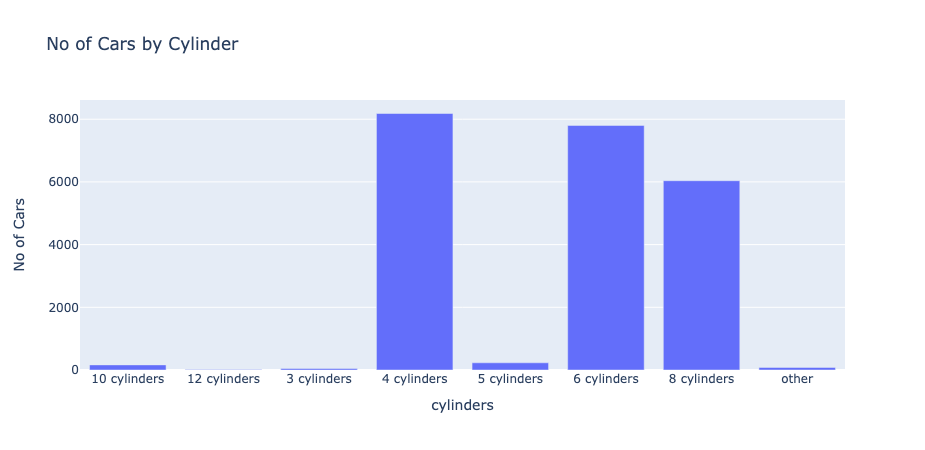 No of Cars by Cylinder
No of Cars
8000
6000
4000
2000
0
10 cylinders 12 cylinders 3 cylinders 4 cylinders 5 cylinders 6 cylinders 8 cylinders other
cylinders